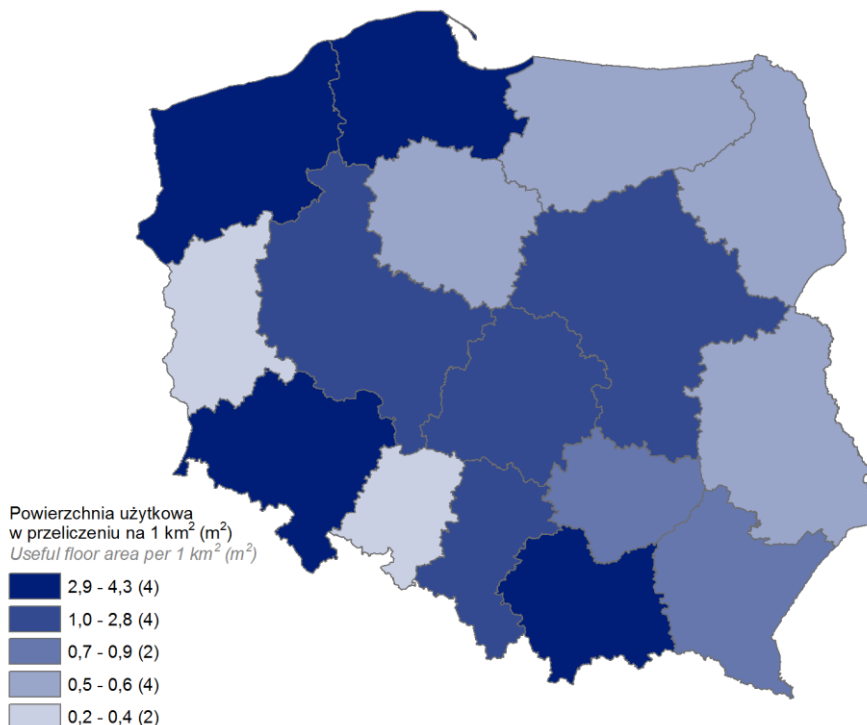 Powierzchnia użytkowa
w przeliczeniu na 1 km² (m²)
Useful floor area per 1 km² (m²)
2,9 - 4,3 (4)
1,0 - 2,8 (4)
0,7 - 0,9 (2)
0,5 - 0,6 (4)
0,2 - 0,4 (2)